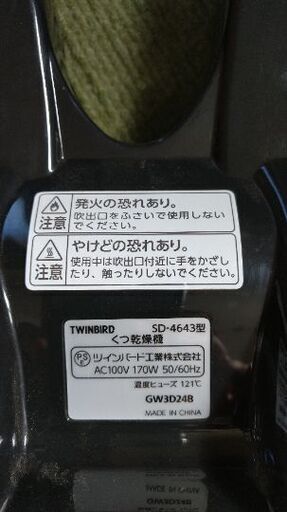 注意
発火の恐れあり。
吹出口をふさいで使用しない
でください。
注意
やけどの恐れあり。
使用中は吹出口付近に手をかざし
たり、触ったりしないでください。
TWINBIRD SD-4643型
くつ乾燥機
PS
ツインバード工業株式会社
AC100V 170W 50/60Hz
温度ヒューズ 121℃
GW3D24B
MADE IN CHINA